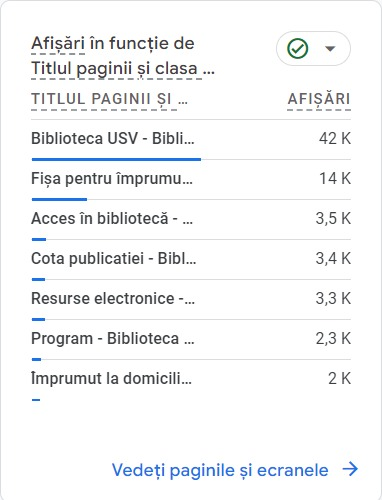 Afișări în funcție de
Titlul paginii și clasa ...
TITLUL PAGINII ȘI ... AFIȘĂRI
Biblioteca USV - Bibli... 42 K
Fișa pentru împrumu... 14 K
Acces în bibliotecă - ... 3,5 K
Cota publicatiei - Bibl... 3,4 K
Resurse electronice -... 3,3 K
Program - Biblioteca ... 2,3 K
Împrumut la domicili... 2 K
Vedeți paginile și ecranele →